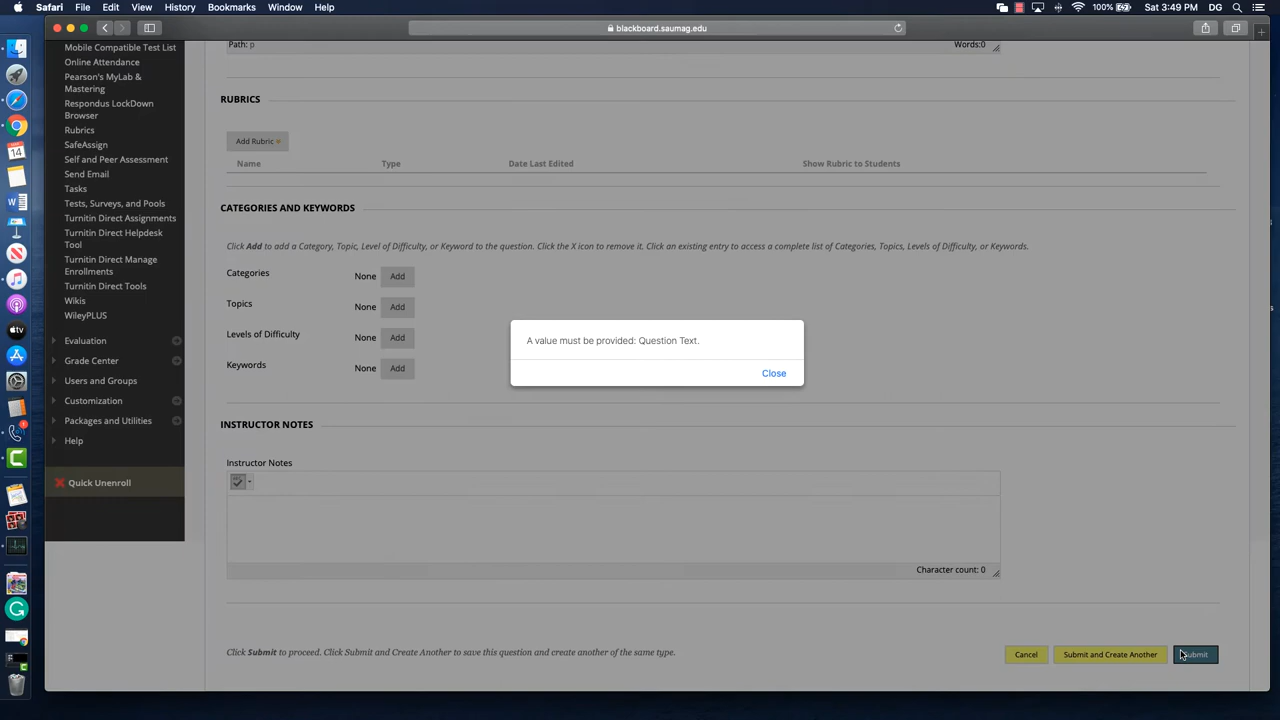 Safari File Edit View History Bookmarks Window Help 100% Sat 3:49 PM DG
blackboard.saumag.edu
Mobile Compatible Test List
Online Attendance
Pearson's MyLab &
Mastering
Respondus LockDown
Browser
Rubrics
SafeAssign
Self and Peer Assessment
Send Email
Tasks
Tests, Surveys, and Pools
Turnitin Direct Assignments
Turnitin Direct Helpdesk
Tool
Turnitin Direct Manage
Enrollments
Turnitin Direct Tools
Wikis
WileyPLUS
Evaluation
Grade Center
Users and Groups
Customization
Packages and Utilities
Help
Quick Unenroll
Path: p Words:0
RUBRICS
Add Rubric
Name Type Date Last Edited Show Rubric to Students
CATEGORIES AND KEYWORDS
Click Add to add a Category, Topic, Level of Difficulty, or Keyword to the question. Click the X icon to remove it. Click an existing entry to access a complete list of Categories, Topics, Levels of Difficulty, or Keywords.
Categories None Add
Topics None Add
Levels of Difficulty None Add
Keywords None Add
A value must be provided: Question Text.
Close
INSTRUCTOR NOTES
Instructor Notes
Character count: 0
Click Submit to proceed. Click Submit and Create Another to save this question and create another of the same type.
Cancel Submit and Create Another Submit